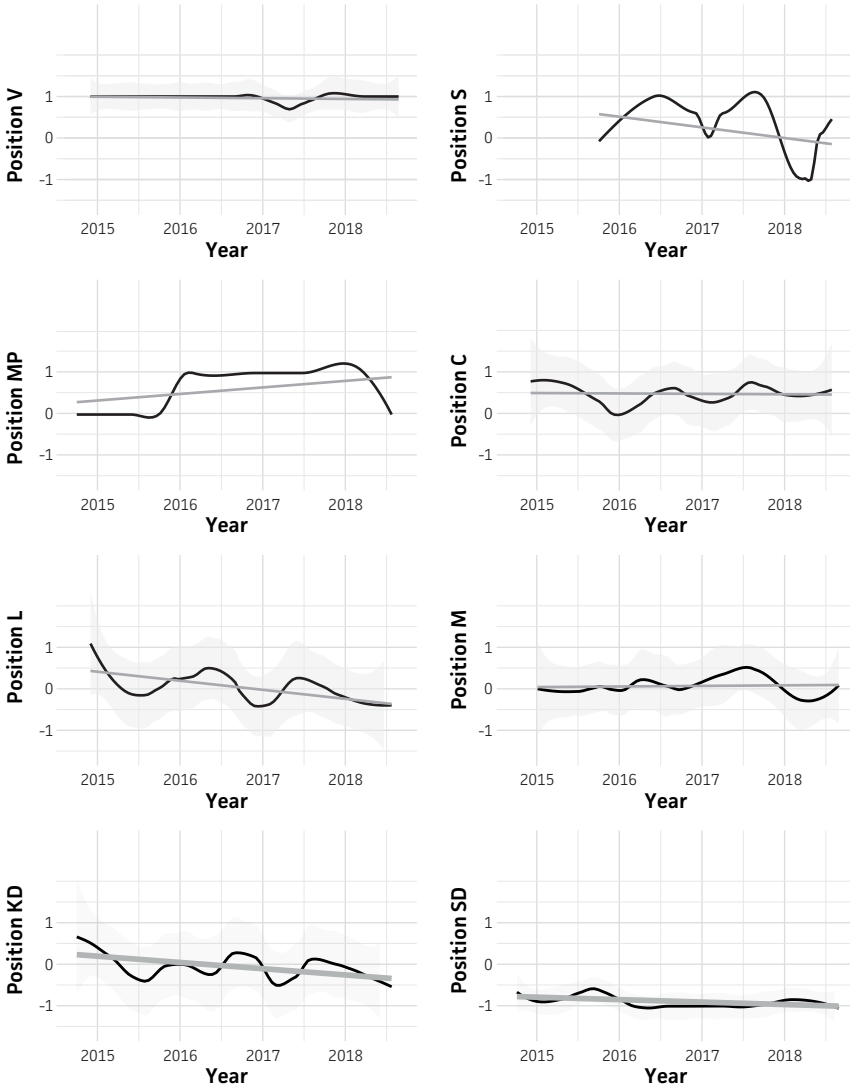 Position V
1
0
-1
2015 2016 2017 2018
Year
Position S
1
0
-1
2015 2016 2017 2018
Year
Position MP
1
0
-1
2015 2016 2017 2018
Year
Position C
1
0
-1
2015 2016 2017 2018
Year
Position L
1
0
-1
2015 2016 2017 2018
Year
Position M
1
0
-1
2015 2016 2017 2018
Year
Position KD
1
0
-1
2015 2016 2017 2018
Year
Position SD
1
0
-1
2015 2016 2017 2018
Year